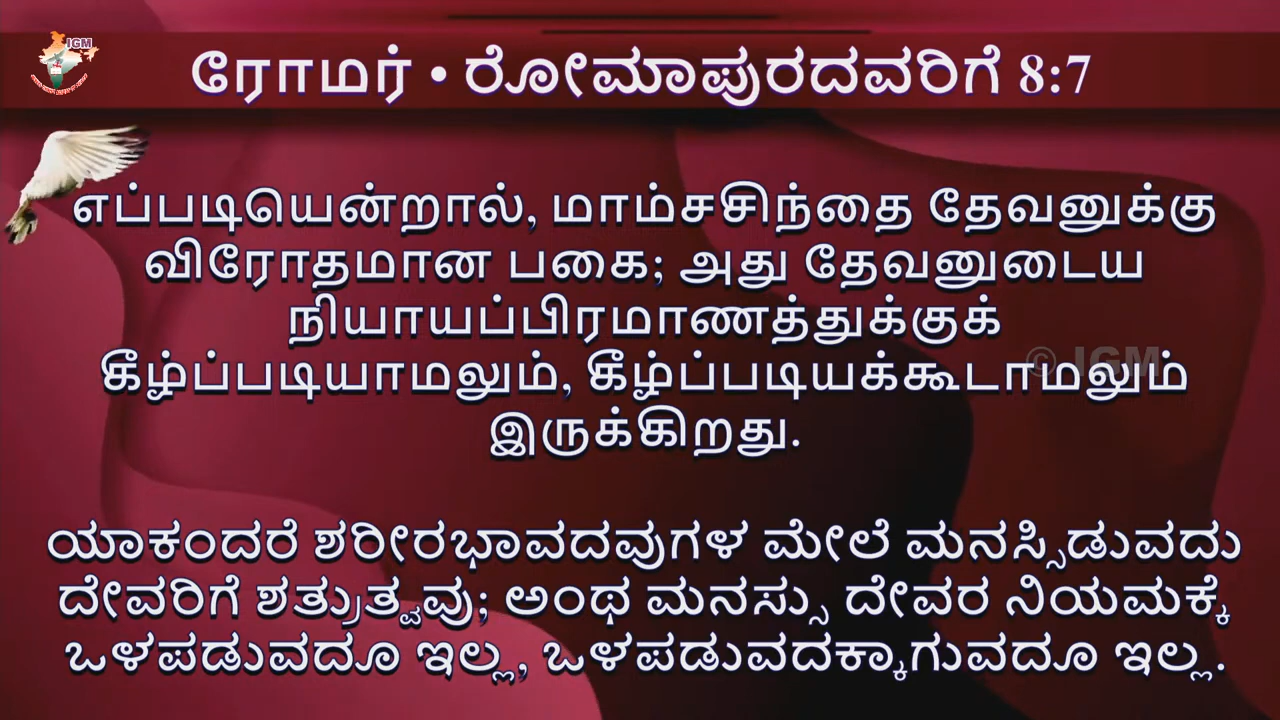 IGM
ரோமர் • ರೋಮಾಪುರದವರಿಗೆ 8:7
எப்படியென்றால், மாம்சசிந்தை தேவனுக்கு
விரோதமான பகை; அது தேவனுடைய
நியாயப்பிரமாணத்துக்குக்
© IGM
கீழ்ப்படியாமலும், கீழ்ப்படியக்கூடாமலும்
இருக்கிறது.
ಯಾಕಂದರೆ ಶರೀರಭಾವದವುಗಳ ಮೇಲೆ ಮನಸ್ಸಿಡುವದು
ದೇವರಿಗೆ ಶತ್ರುತ್ವವು; ಅಂಥ ಮನಸ್ಸು ದೇವರ ನಿಯಮಕ್ಕೆ
ಒಳಪಡುವದೂ ಇಲ್ಲ, ಒಳಪಡುವದಕ್ಕಾಗುವದೂ ಇಲ್ಲ.